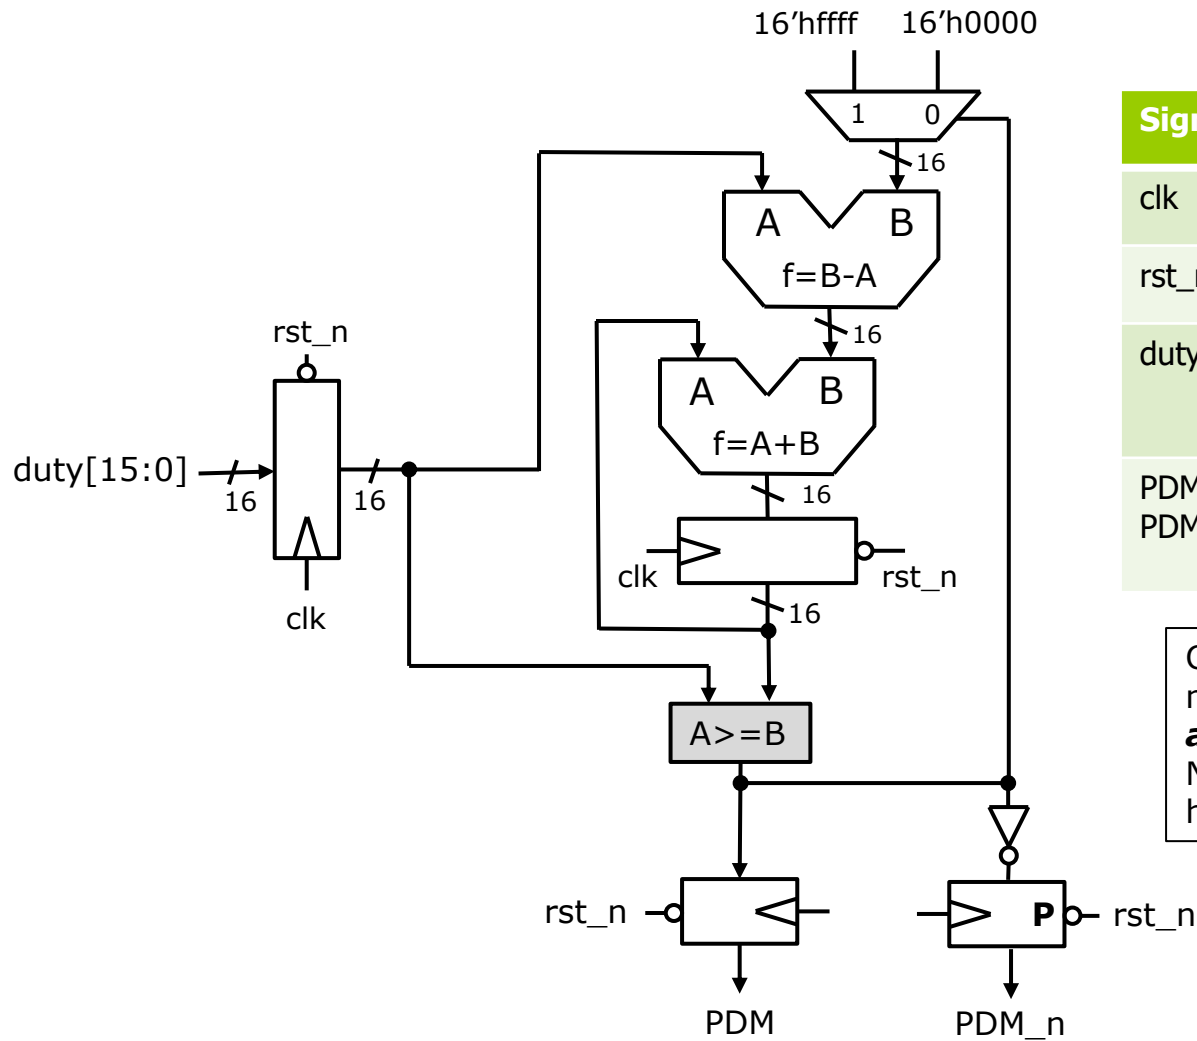 16'hffff 16'h0000
1 0
16
A B
f=B-A
16
rst_n
A B
f=A+B
duty[15:0]
16
16
16
clk
rst_n
16
clk
A>=B
rst_n
P
rst_n
PDM
PDM_n
clk